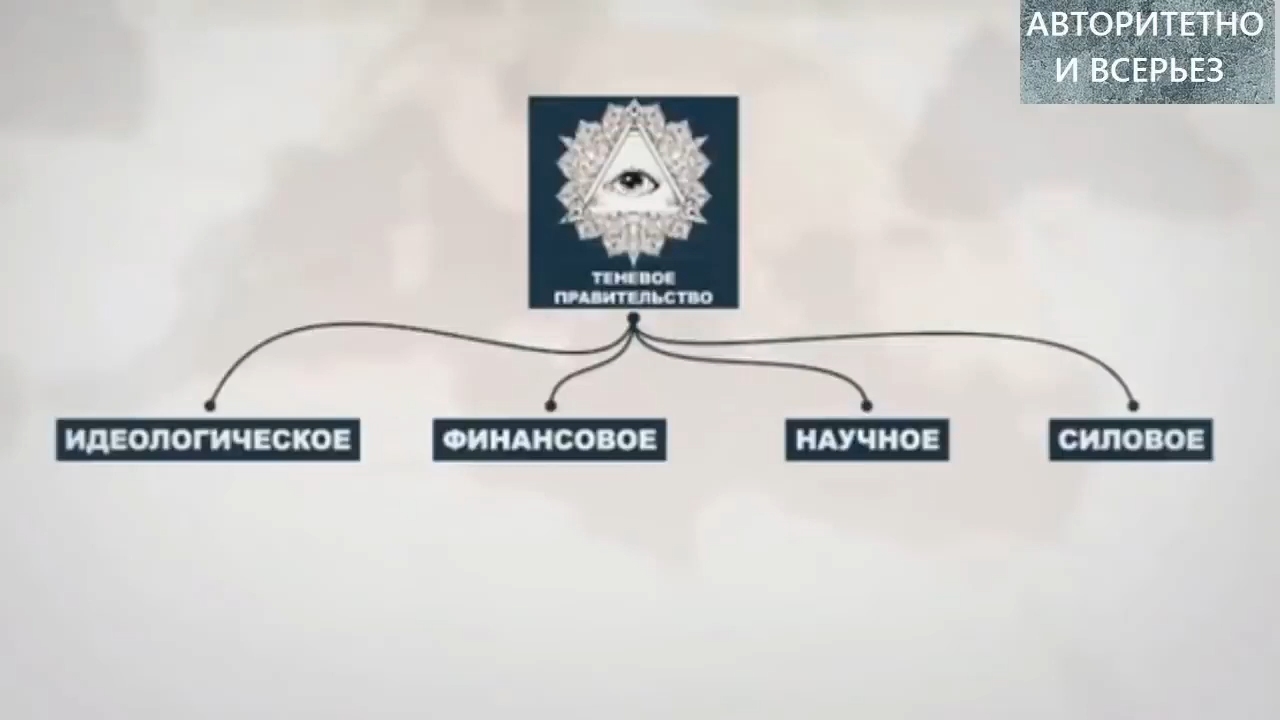 АВТОРИТЕТНО
И ВСЕРЬЕЗ
ТЕНЕВОЕ
ПРАВИТЕЛЬСТВО
ИДЕОЛОГИЧЕСКОЕ
ФИНАНСОВОЕ
НАУЧНОЕ
СИЛОВОЕ